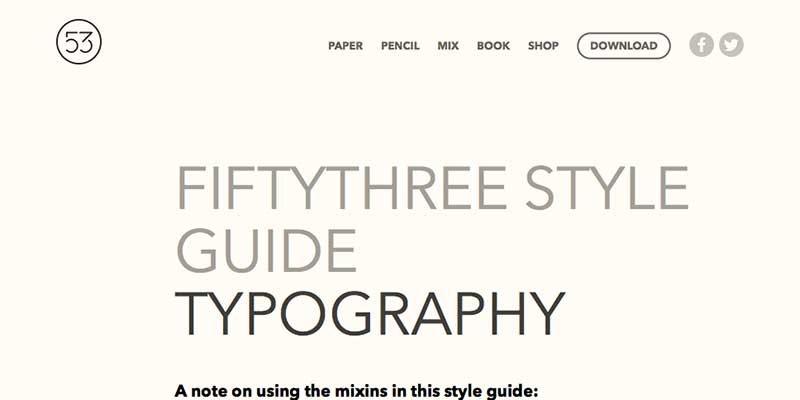 53
PAPER PENCIL MIX BOOK SHOP DOWNLOAD
FIFTYTHREE STYLE
GUIDE
TYPOGRAPHY
A note on using the mixins in this style guide: